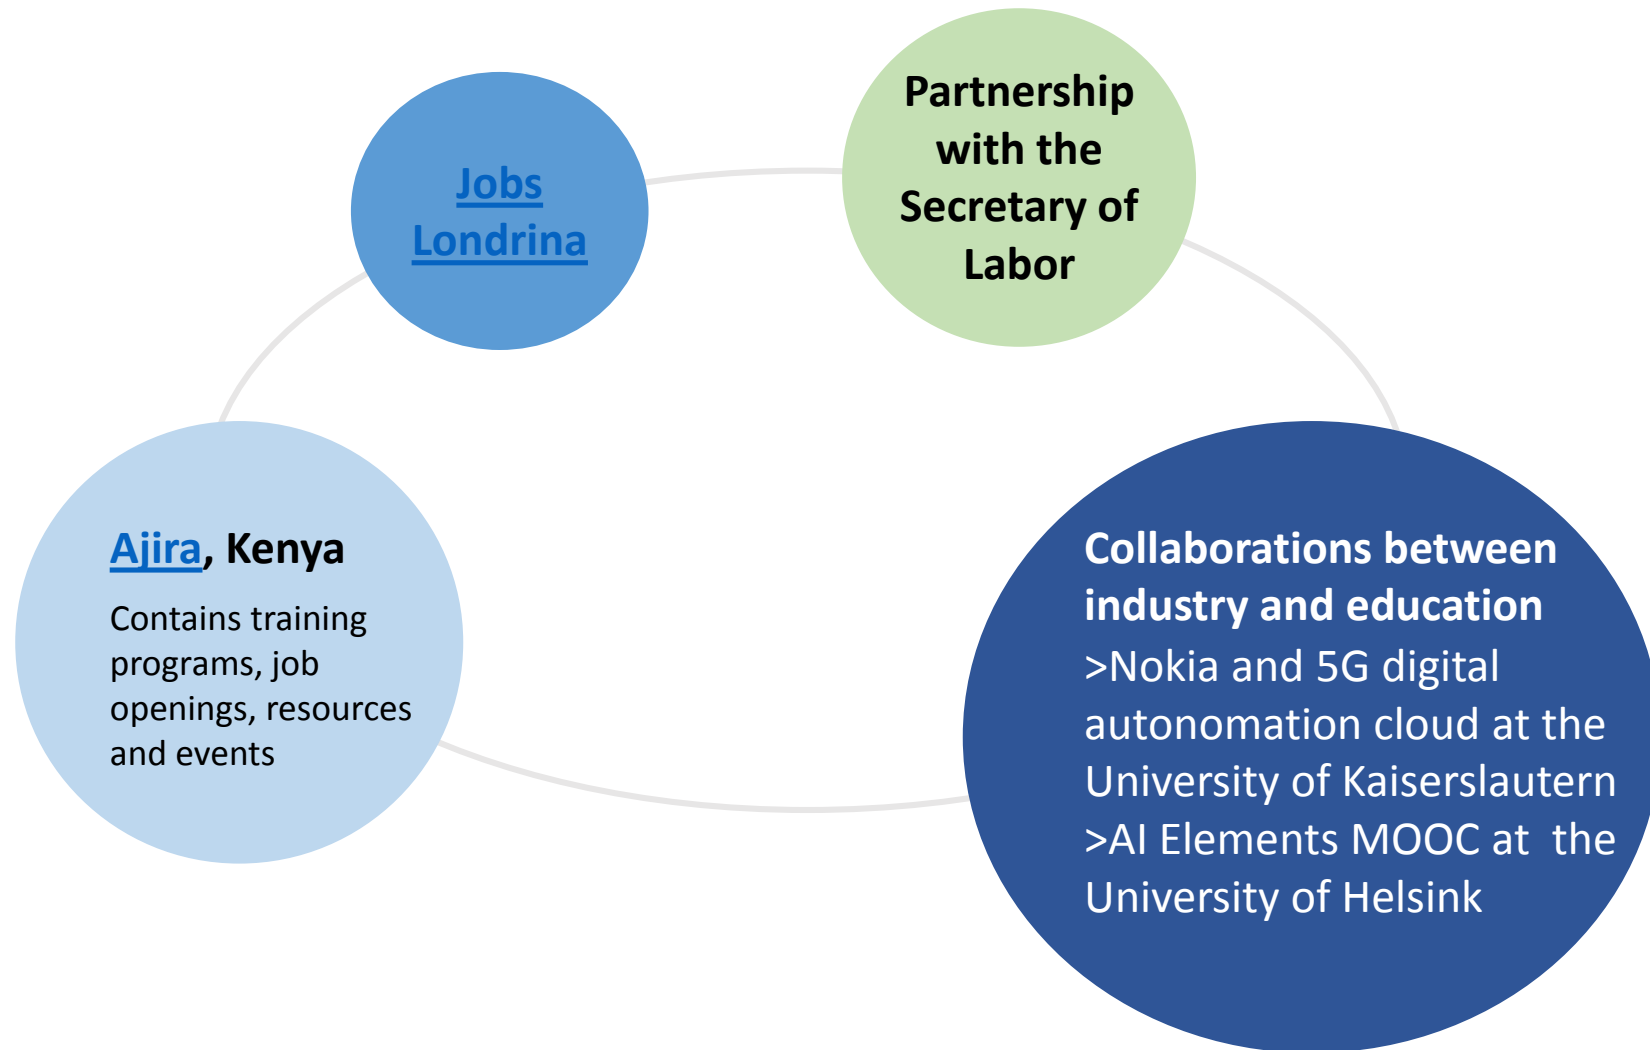 Jobs
Londrina
Partnership
with the
Secretary of
Labor
Ajira, Kenya
Contains training
programs, job
openings, resources
and events
Collaborations between
industry and education
>Nokia and 5G digital
autonomation cloud at the
University of Kaiserslautern
>AI Elements MOOC at  the
University of Helsink